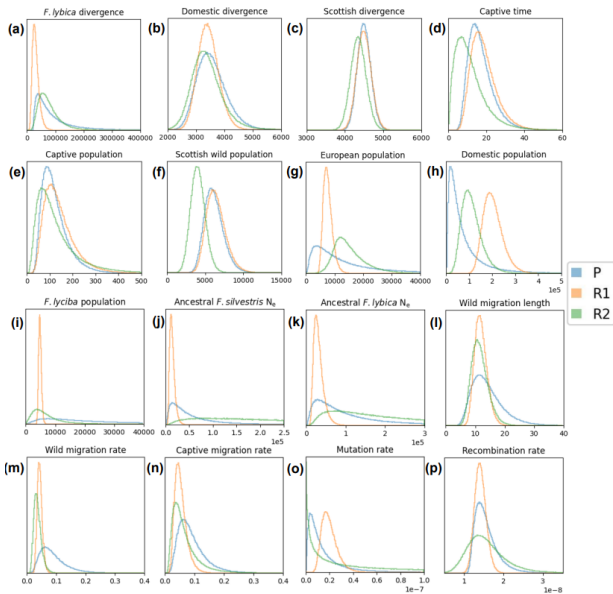 (a) F. lybica divergence
0 100000 200000 300000 400000
(b) Domestic divergence
2000 3000 4000 5000 6000
(c) Scottish divergence
3000 4000 5000 6000
(d) Captive time
0 20 40 60
(e) Captive population
0 100 200 300 400 500
(f) Scottish wild population
0 5000 10000 15000
(g) European population
0 10000 20000 30000 40000
(h) Domestic population
0 1 2 3 4 5
1e5
P
R1
R2
(i) F. lyciba population
0 10000 20000 30000 40000
(j) Ancestral F. silvestris Ne
0.0 0.5 1.0 1.5 2.0 2.5
1e5
(k) Ancestral F. lybica Ne
0 1 2 3
1e5
(l) Wild migration length
0 10 20 30 40
(m) Wild migration rate
0.0 0.1 0.2 0.3 0.4
(n) Captive migration rate
0.0 0.1 0.2 0.3 0.4
(o) Mutation rate
0.0 0.2 0.4 0.6 0.8 1.0
1e-7
(p) Recombination rate
0 1 2 3
1e-8